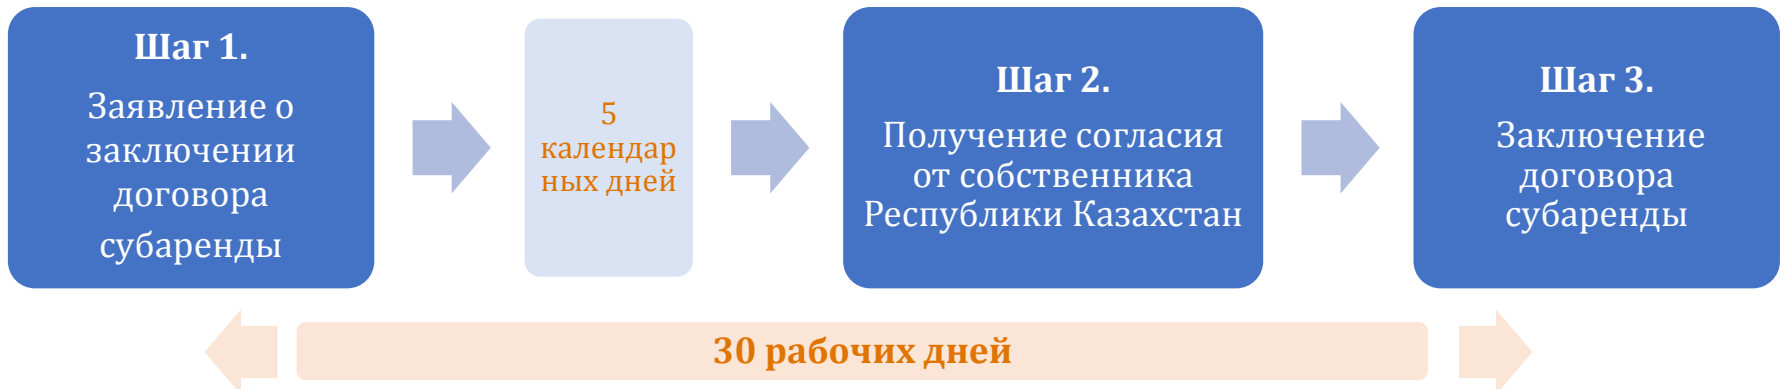 Шаг 1.
Заявление о
заключении
договора
субаренды
5
календар
ных дней
Шаг 2.
Получение согласия
от собственника
Республики Казахстан
Шаг 3.
Заключение
договора
субаренды
30 рабочих дней